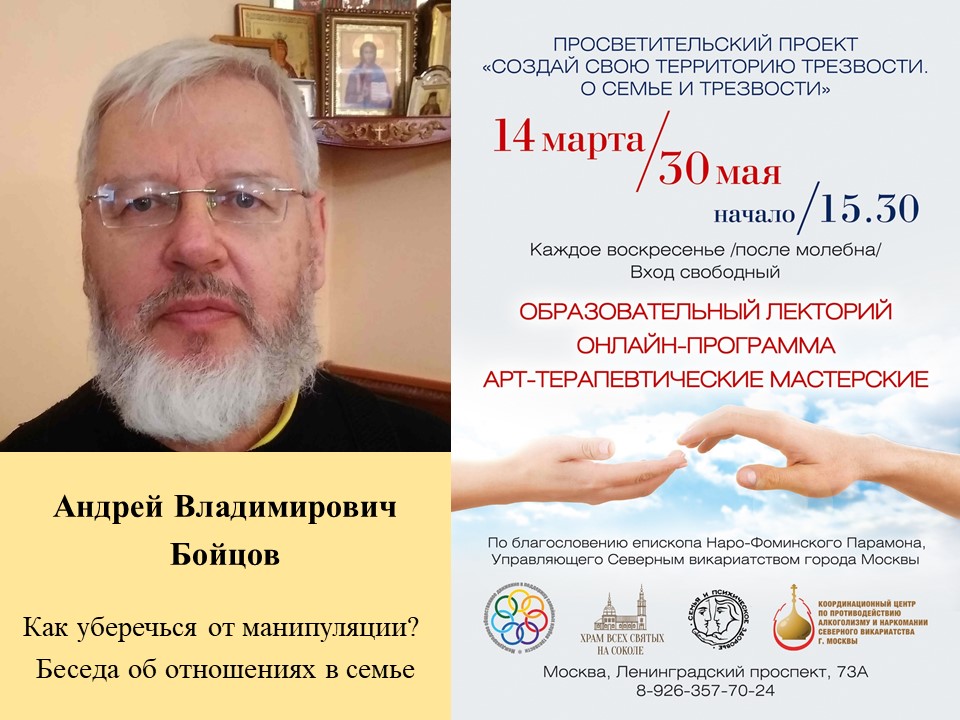 Андрей Владимирович
Бойцов
Как уберечься от манипуляции?
Беседа об отношениях в семье
ПРОСВЕТИТЕЛЬСКИЙ ПРОЕКТ
«СОЗДАЙ СВОЮ ТЕРРИТОРИЮ ТРЕЗВОСТИ.
О СЕМЬЕ И ТРЕЗВОСТИ»
14 марта/
30 мая
начало/15.30
Каждое воскресенье /после молебна/
Вход свободный
ОБРАЗОВАТЕЛЬНЫЙ ЛЕКТОРИЙ
ОНЛАЙН-ПРОГРАММА
АРТ-ТЕРАПЕВТИЧЕСКИЕ МАСТЕРСКИЕ
По благословению епископа Наро-Фоминского Парамона,
Управляющего Северным викариатством города Москвы
ХРАМ ВСЕХ СВЯТЫХ
НА СОКОЛЕ
СЕМЬЯ И ПСИХИЧЕСКОЕ
ЗДОРОВЬЕ
КООРДИНАЦИОННЫЙ ЦЕНТР
ПО ПРОТИВОДЕЙСТВИЮ
АЛКОГОЛИЗМУ И НАРКОМАНИИ
СЕВЕРНОГО ВИКАРИАТСТВА
Г. МОСКВЫ
Москва, Ленинградский проспект, 73А
8-926-357-70-24